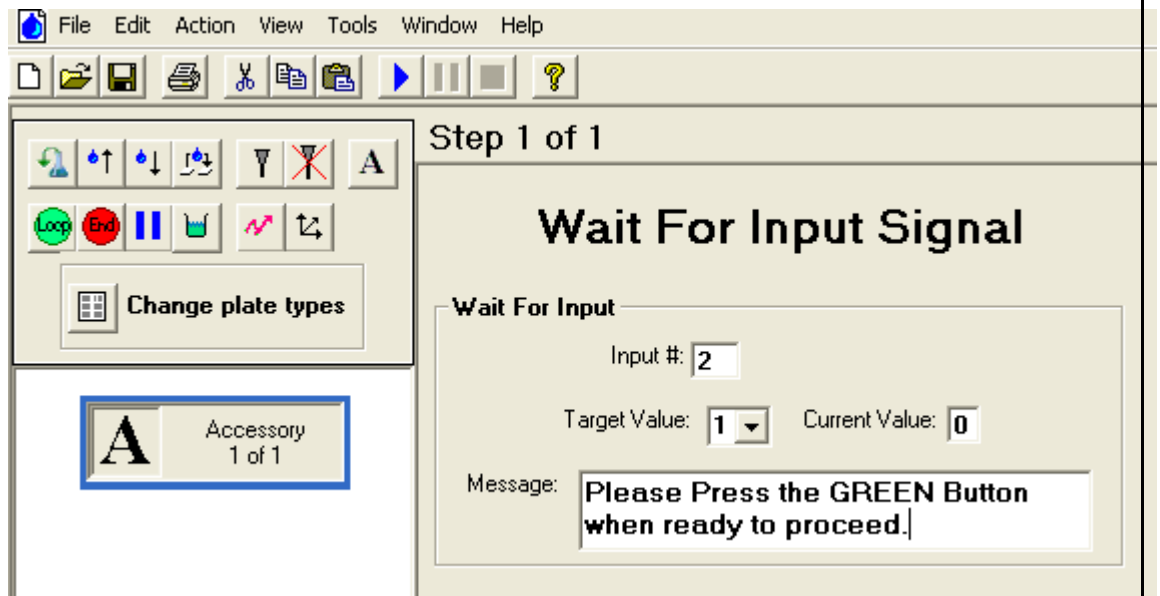 File Edit Action View Tools Window Help
Step 1 of 1
A
Loop End
Change plate types
Wait For Input Signal
Wait For Input
Input #: 2
Target Value: 1 Current Value: 0
Message: Please Press the GREEN Button
when ready to proceed.
A Accessory
1 of 1